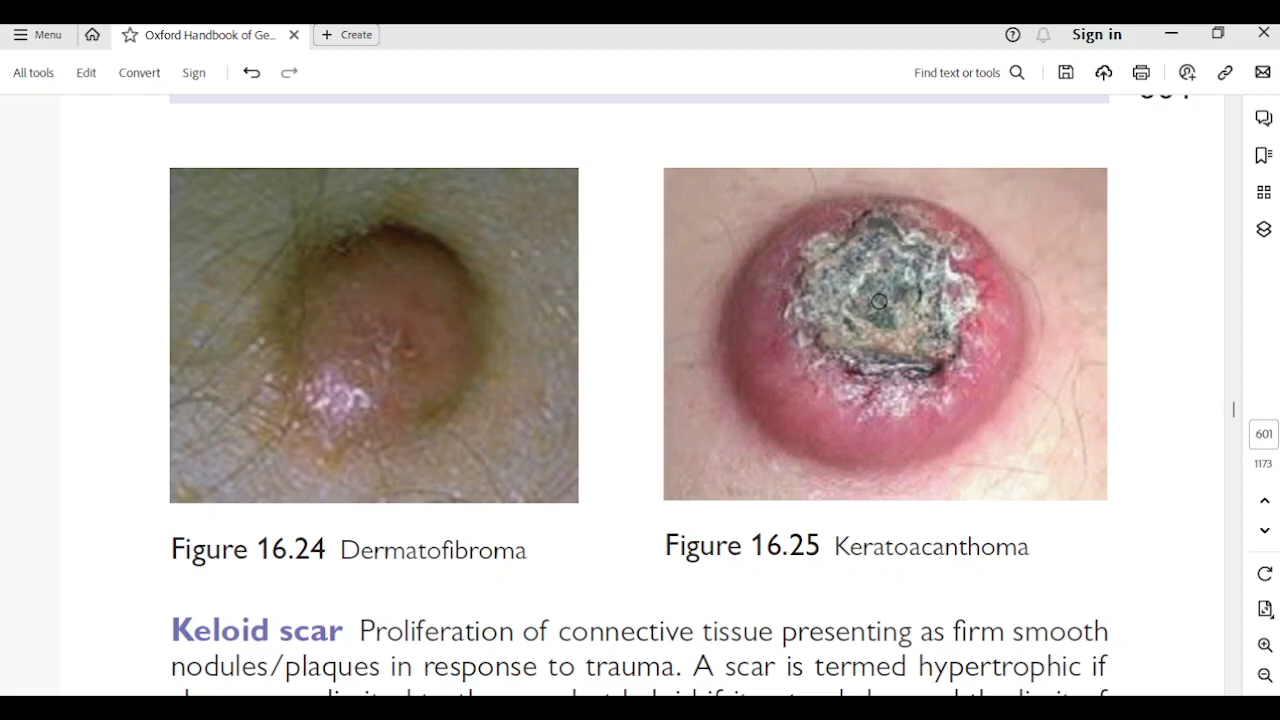 Menu
Oxford Handbook of Ge...
Create
Sign in
All tools
Edit
Convert
Sign
Find text or tools
Figure 16.24 Dermatofibroma
Figure 16.25 Keratoacanthoma
Keloid scar Proliferation of connective tissue presenting as firm smooth
nodules/plaques in response to trauma. A scar is termed hypertrophic if
601
1173